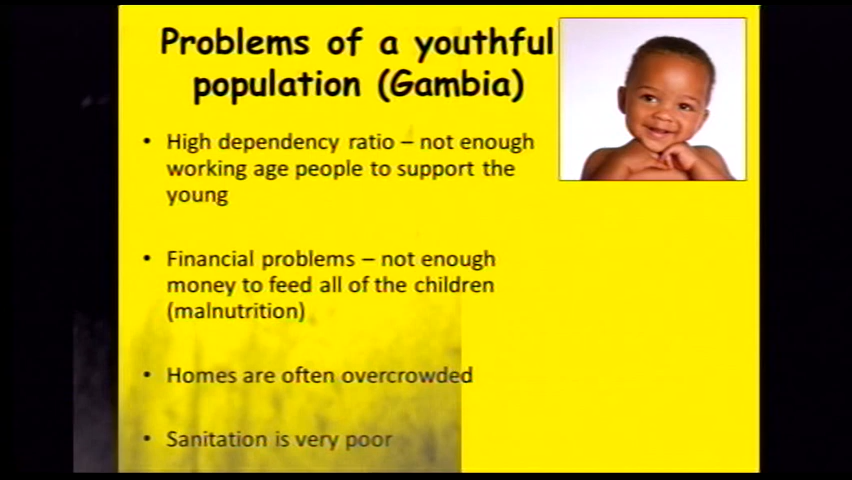 Problems of a youthful
population (Gambia)
• High dependency ratio – not enough
working age people to support the
young
• Financial problems – not enough
money to feed all of the children
(malnutrition)
• Homes are often overcrowded
• Sanitation is very poor